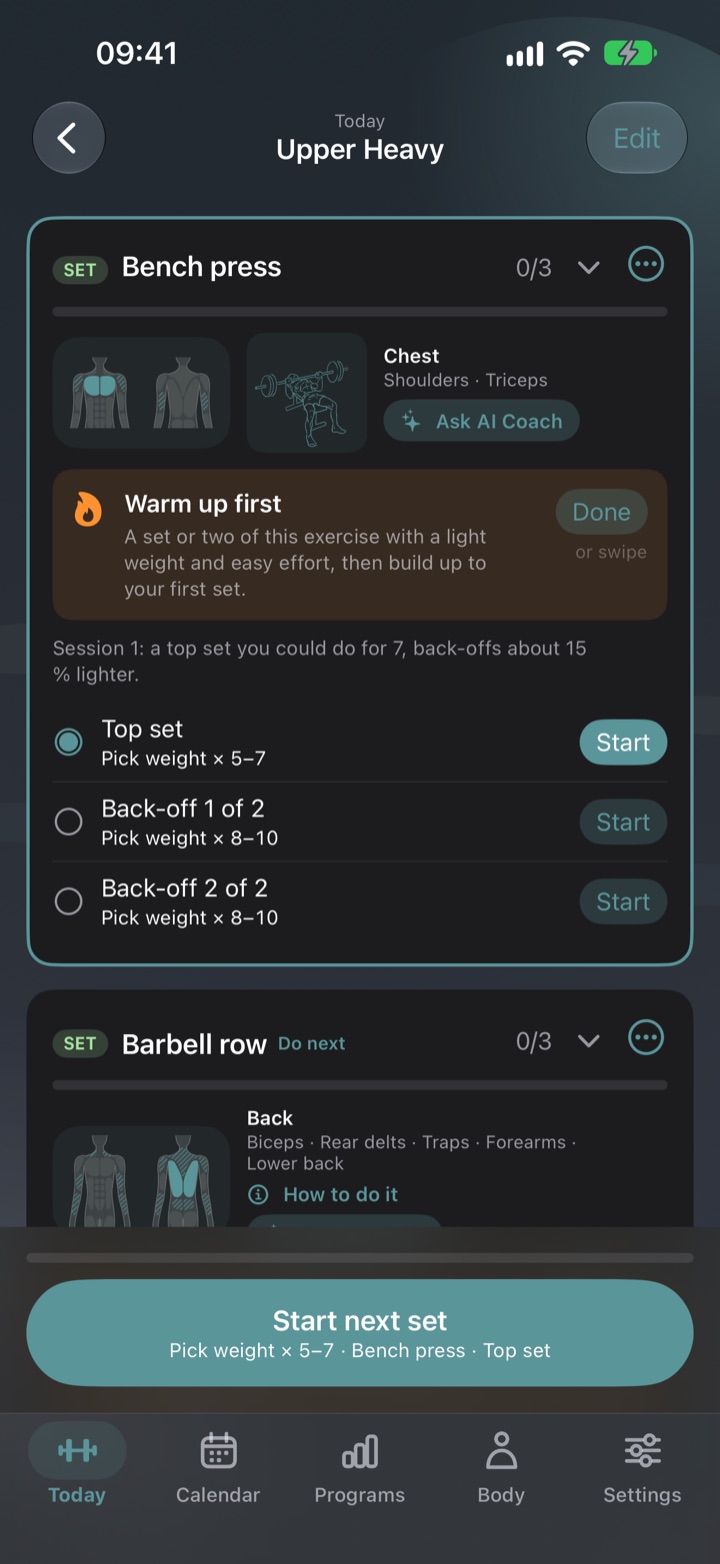 09:41
Today
Upper Heavy
Edit
SET Bench press 0/3
Chest
Shoulders · Triceps
Ask AI Coach
Warm up first
A set or two of this exercise with a light
weight and easy effort, then build up to
your first set.
Done
or swipe
Session 1: a top set you could do for 7, back-offs about 15
% lighter.
Top set
Pick weight × 5–7
Start
Back-off 1 of 2
Pick weight × 8–10
Start
Back-off 2 of 2
Pick weight × 8–10
Start
SET Barbell row Do next 0/3
Back
Biceps · Rear delts · Traps · Forearms ·
Lower back
How to do it
Start next set
Pick weight × 5–7 · Bench press · Top set
Today Calendar Programs Body Settings